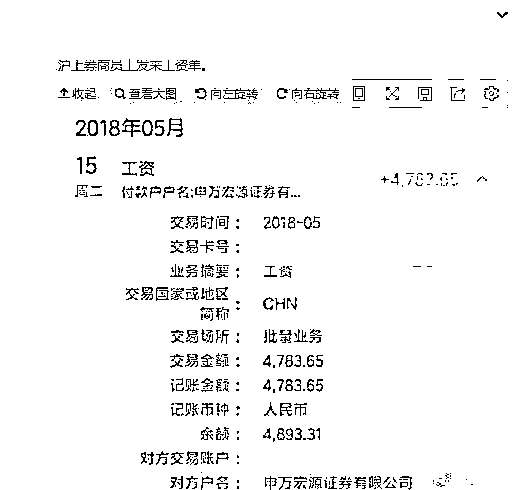 沪上券商员工发来工资单。
收起 查看大图 向左旋转 向右旋转
2018年05月
15 工资
+4,783.65
周二 付款户户名:申万宏源证券有...
交易时间： 2018-05
交易卡号：
业务摘要： 工资
交易国家或地区
简称： CHN
交易场所： 批量业务
交易金额： 4,783.65
记账金额： 4,783.65
记账币种： 人民币
余额： 4,893.31
对方交易账户：
对方户名： 申万宏源证券有限公司